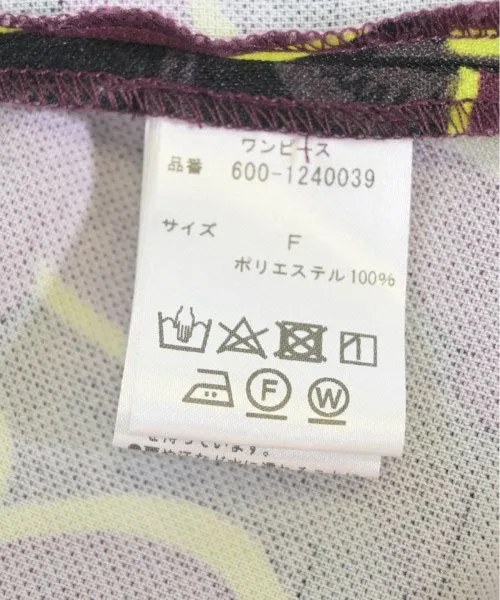 ワンピース
品番 600-1240039
サイズ F
ポリエステル100%
F
W